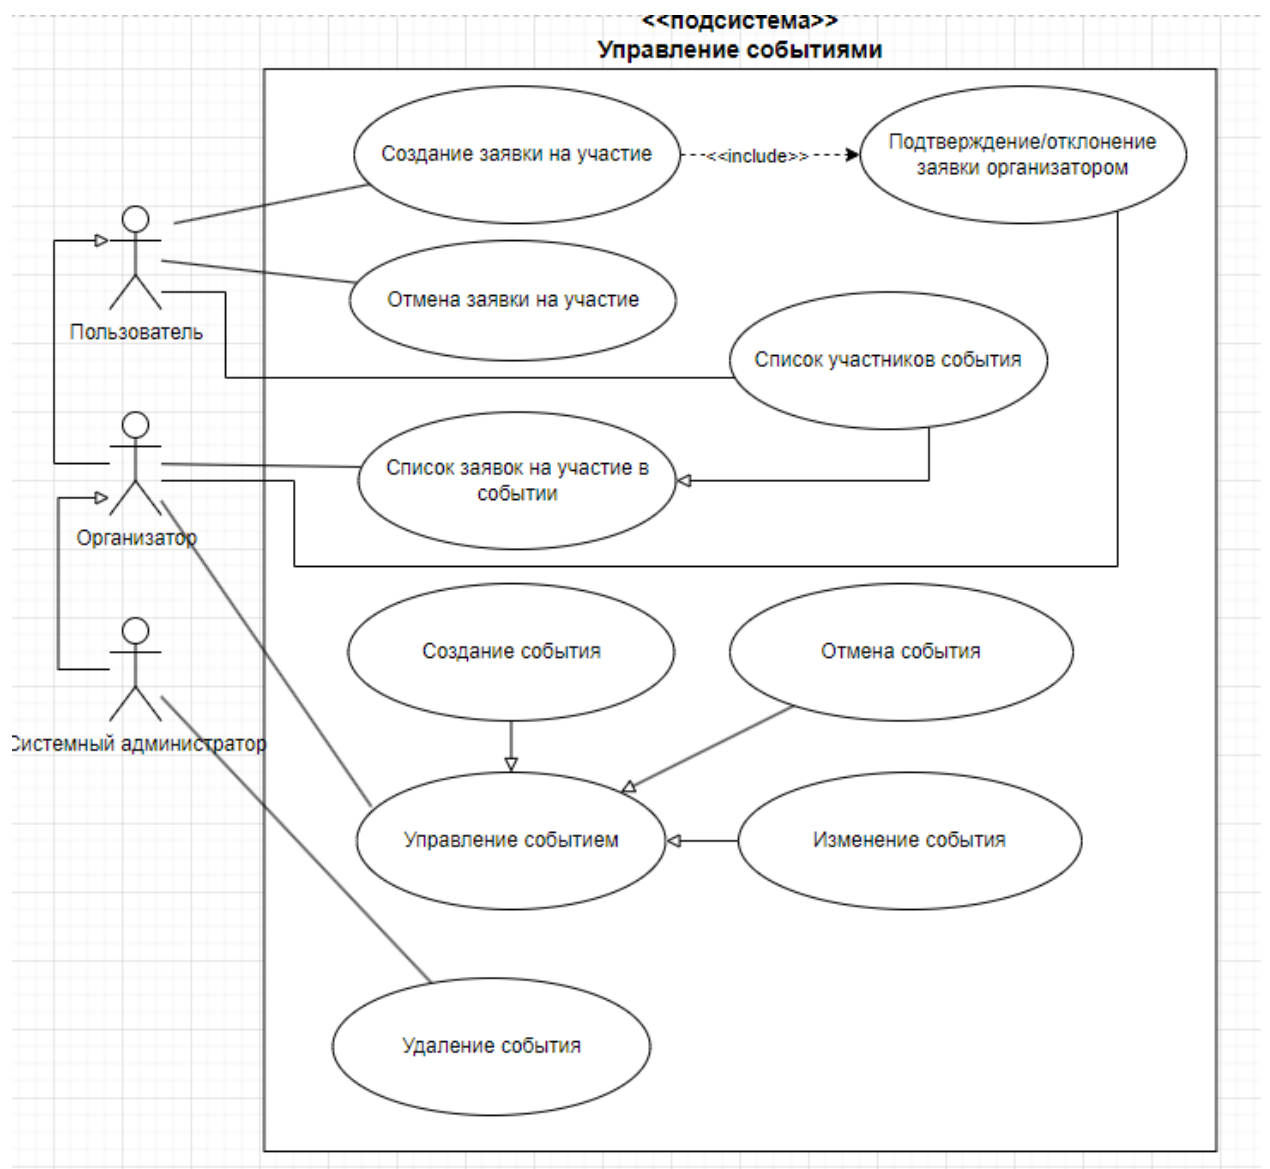 <<подсистема>>
Управление событиями
Создание заявки на участие
<<include>>
Подтверждение/отклонение
заявки организатором
Отмена заявки на участие
Пользователь
Список участников события
Список заявок на участие в
событии
Организатор
Создание события
Отмена события
Системный администратор
Управление событием
Изменение события
Удаление события